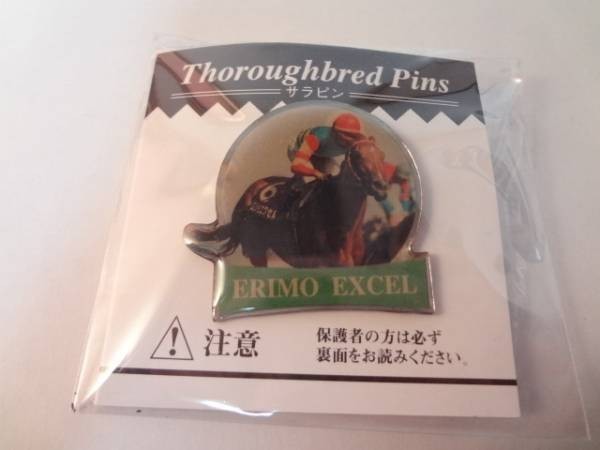 Thoroughbred Pins
サラピン
6
ERIMO EXCEL
注意
保護者の方は必ず
裏面をお読みください。